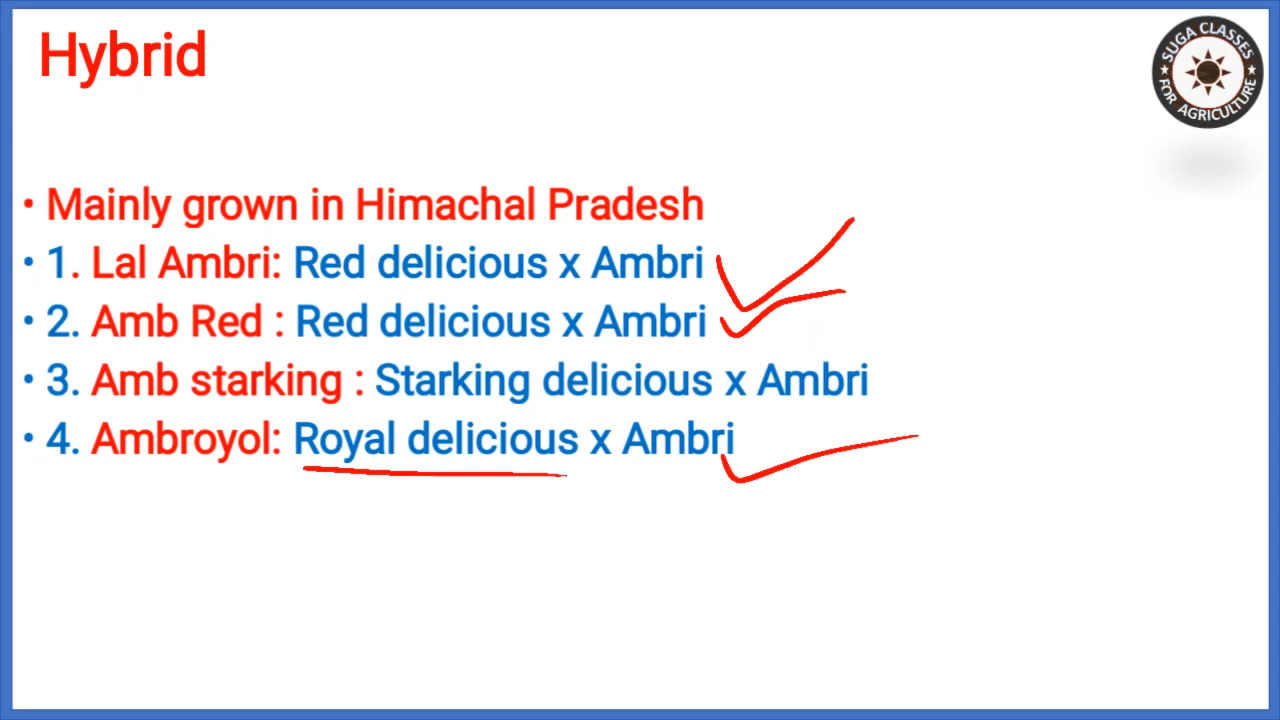 Hybrid
SUGA CLASSES
FOR AGRICULTURE
• Mainly grown in Himachal Pradesh
• 1. Lal Ambri: Red delicious x Ambri
• 2. Amb Red : Red delicious x Ambri
• 3. Amb starking : Starking delicious x Ambri
• 4. Ambroyol: Royal delicious x Ambri